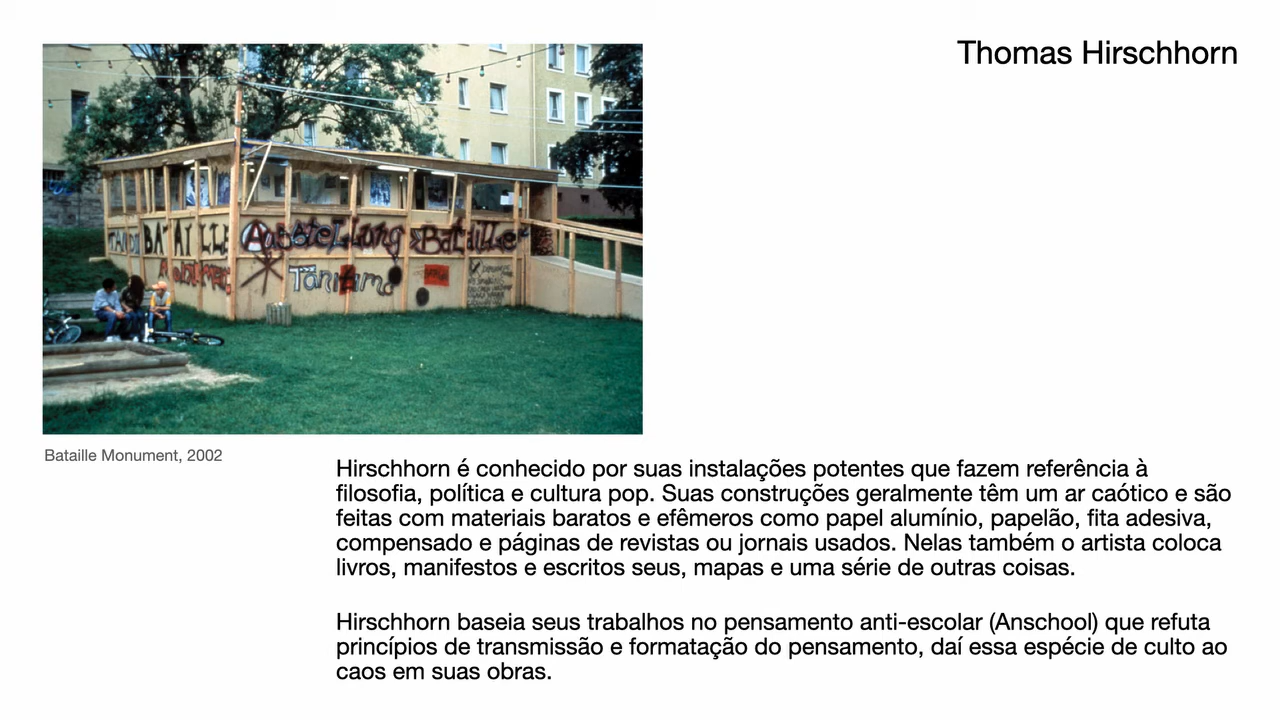 Thomas Hirschhorn
BATAILLE
Ausstellung >Bataille<
Bataille Monument, 2002
Hirschhorn é conhecido por suas instalações potentes que fazem referência à
filosofia, política e cultura pop. Suas construções geralmente têm um ar caótico e são
feitas com materiais baratos e efêmeros como papel alumínio, papelão, fita adesiva,
compensado e páginas de revistas ou jornais usados. Nelas também o artista coloca
livros, manifestos e escritos seus, mapas e uma série de outras coisas.
Hirschhorn baseia seus trabalhos no pensamento anti-escolar (Anschool) que refuta
princípios de transmissão e formatação do pensamento, daí essa espécie de culto ao
caos em suas obras.